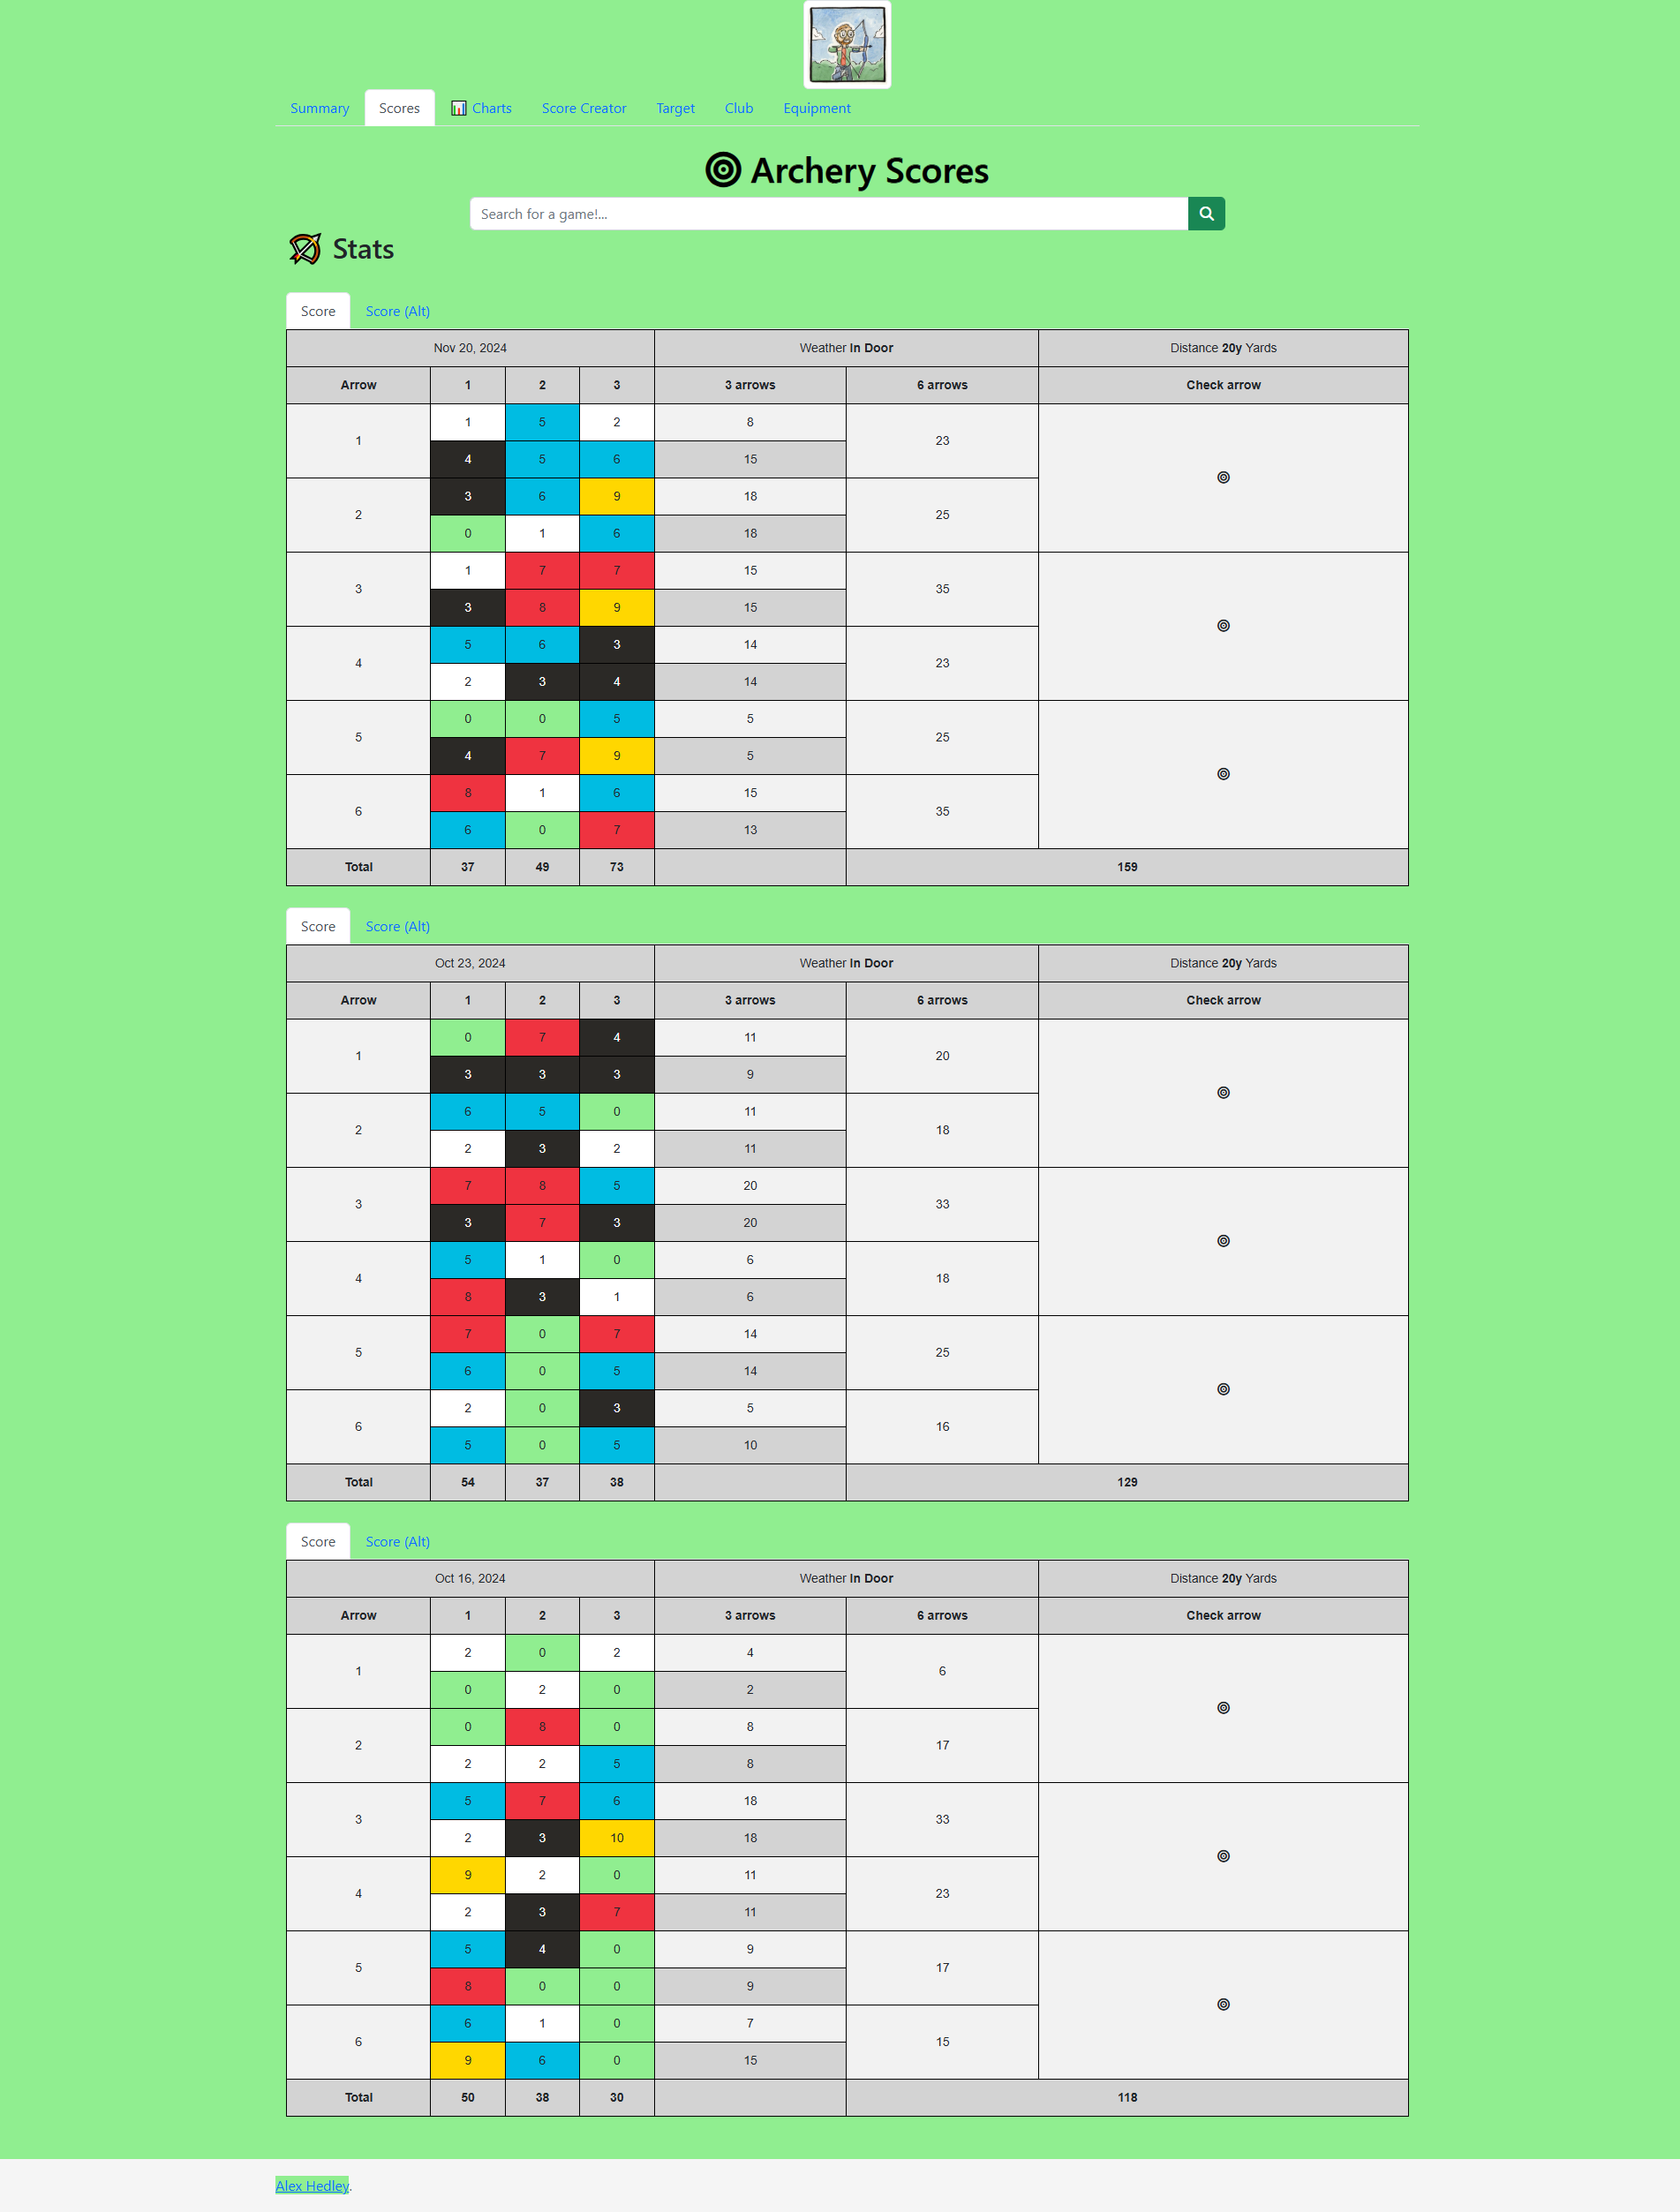 Summary Scores 📊 Charts Score Creator Target Club Equipment
Archery Scores
Search for a game!...
Stats
Score Score (Alt)
Nov 20, 2024 Weather In Door Distance 20y Yards
Arrow 1 2 3 3 arrows 6 arrows Check arrow
1 1 5 2 8 23
4 5 6 15
2 3 6 9 18 25
0 1 6 18
3 1 7 7 15 35
3 8 9 15
4 5 6 3 14 23
2 3 4 14
5 0 0 5 5 25
4 7 9 5
6 8 1 6 15 35
6 0 7 13
Total 37 49 73 159
Score Score (Alt)
Oct 23, 2024 Weather In Door Distance 20y Yards
Arrow 1 2 3 3 arrows 6 arrows Check arrow
1 0 7 4 11 20
3 3 3 9
2 6 5 0 11 18
2 3 2 11
3 7 8 5 20 33
3 7 3 20
4 5 1 0 6 18
8 3 1 6
5 7 0 7 14 25
6 0 5 14
6 2 0 3 5 16
5 0 5 10
Total 54 37 38 129
Score Score (Alt)
Oct 16, 2024 Weather In Door Distance 20y Yards
Arrow 1 2 3 3 arrows 6 arrows Check arrow
1 2 0 2 4 6
0 2 0 2
2 0 8 0 8 17
2 2 5 8
3 5 7 6 18 33
2 3 10 18
4 9 2 0 11 23
2 3 7 11
5 5 4 0 9 17
8 0 0 9
6 6 1 0 7 15
9 6 0 15
Total 50 38 30 118
Alex Hedley.